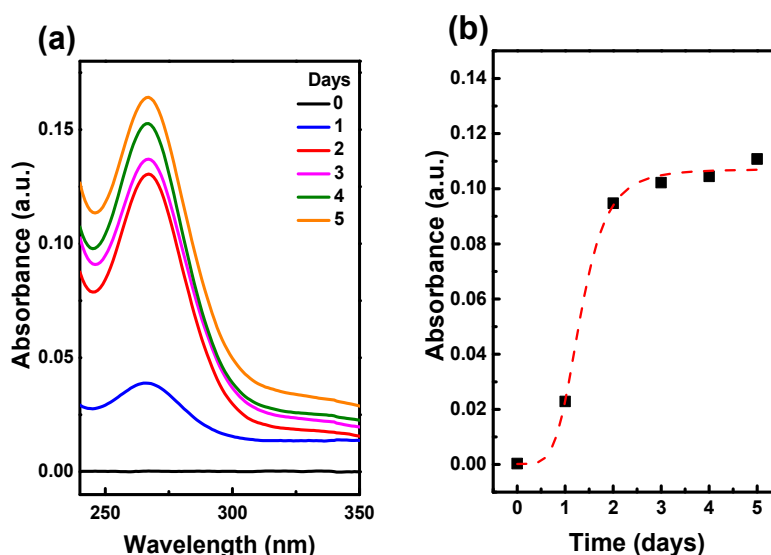 (a)
Absorbance (a.u.)
0.15
0.10
0.05
0.00
Days
0
1
2
3
4
5
250 300 350
Wavelength (nm)
(b)
Absorbance (a.u.)
0.14
0.12
0.10
0.08
0.06
0.04
0.02
0.00
0 1 2 3 4 5
Time (days)